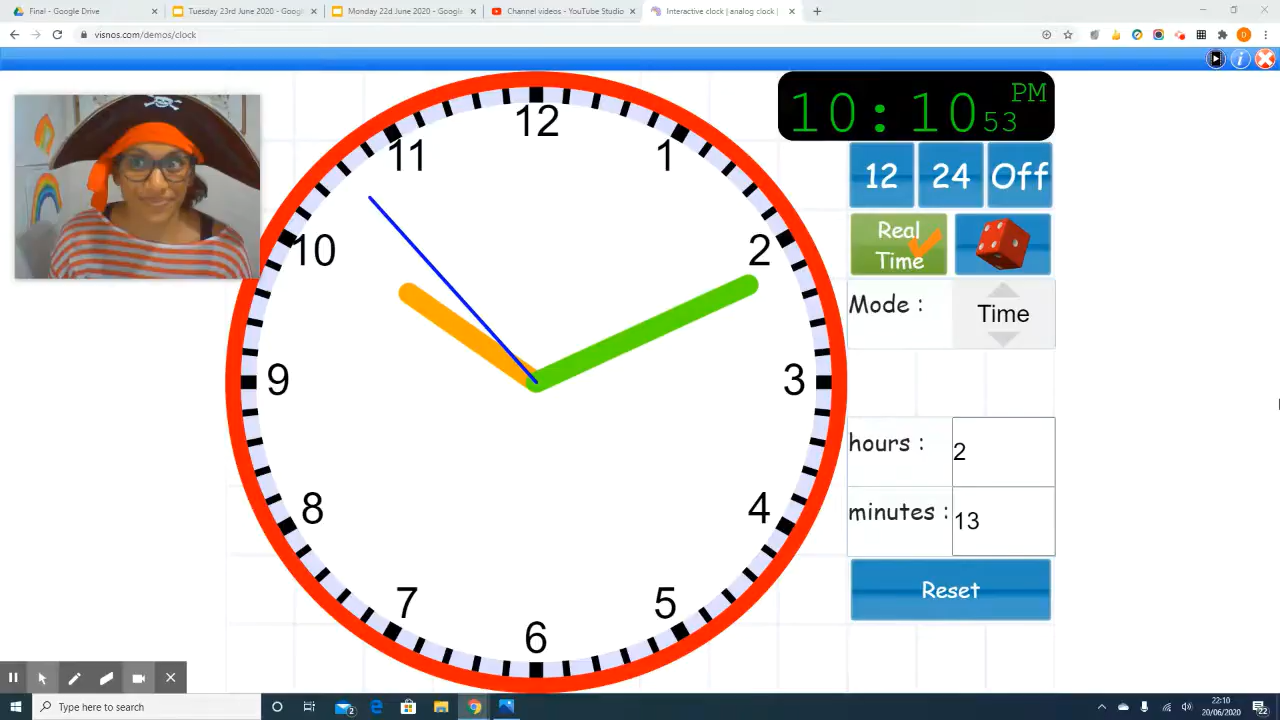 Final - Google Drive
Tuesday 23rd June 2020 - Googl
Monday 22d June 2020 - Google
Channel videos - YouTube Studio
Interactive clock | analog clock |
visnos.com/demos/clock
10:10 53 PM
12 24 Off
Real
Time
Mode :
Time
hours :
2
minutes :
13
Reset
12
11
1
10
2
9
3
8
4
7
5
6
Type here to search
22:10
20/06/2020
22